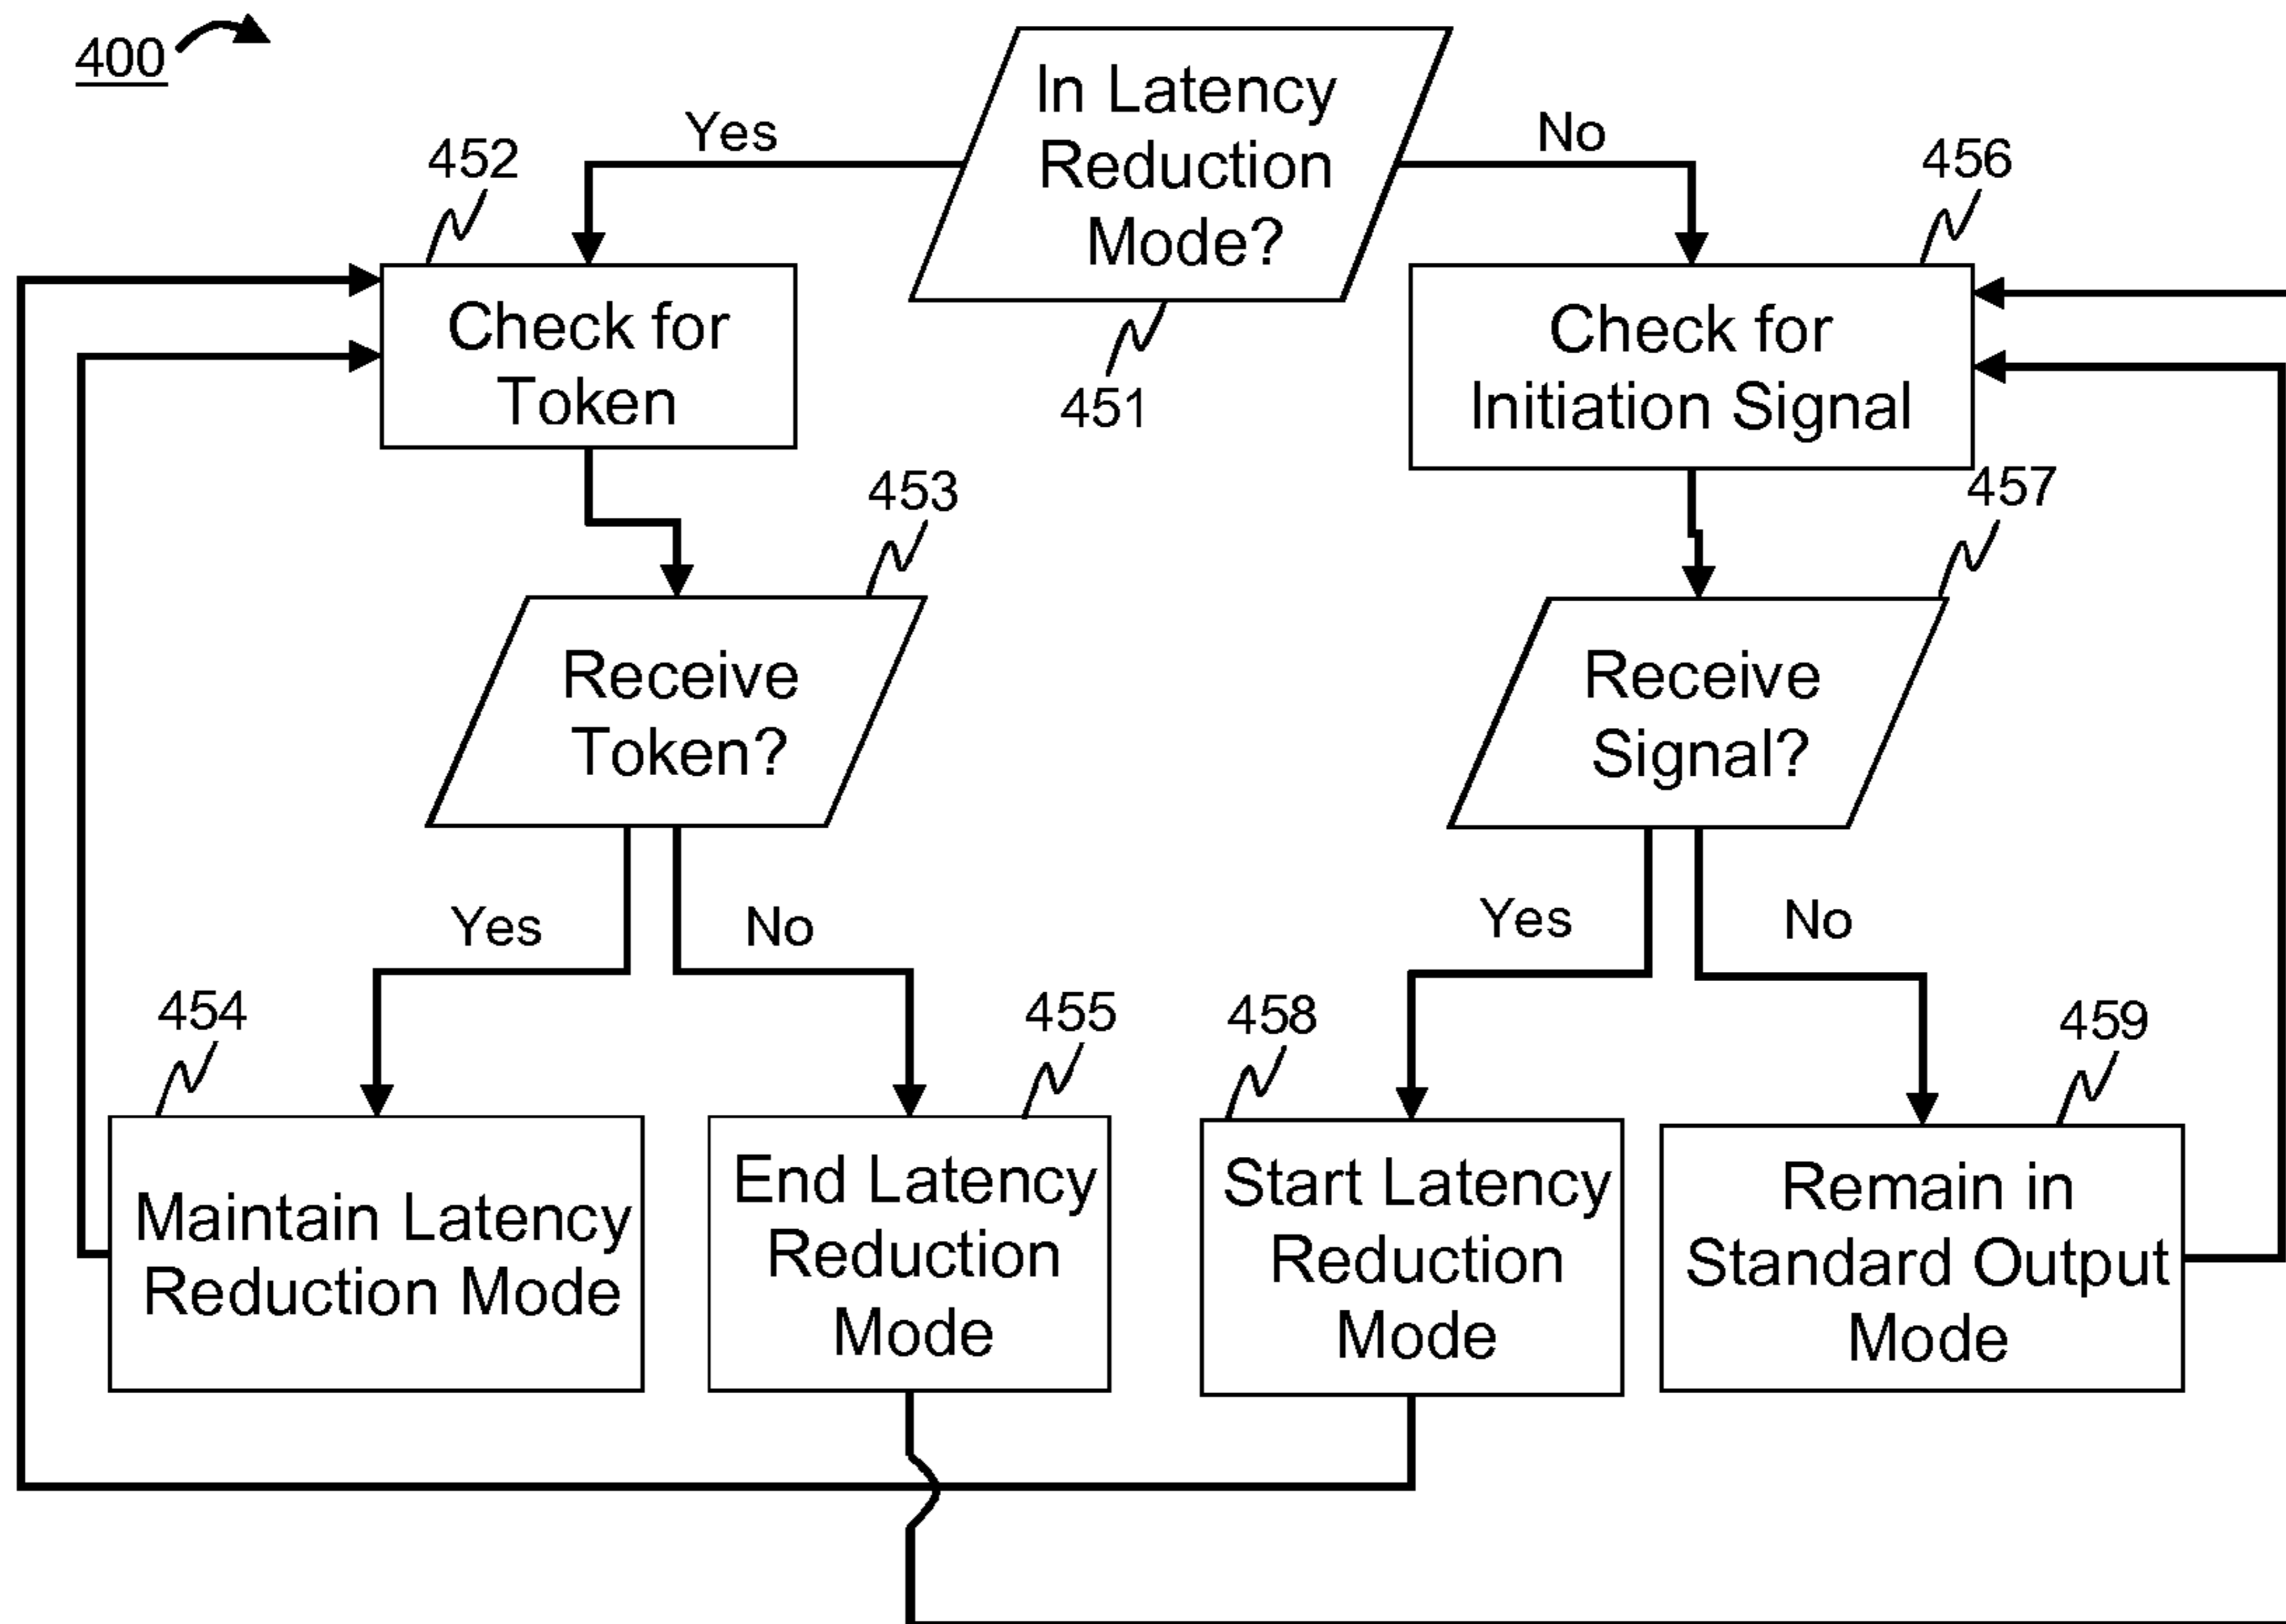 400
In Latency
Reduction
Mode?
Yes
No
452
456
451
Check for
Token
Check for
Initiation Signal
453
457
Receive
Token?
Receive
Signal?
Yes
No
Yes
No
454
455
458
459
Maintain Latency
Reduction Mode
End Latency
Reduction
Mode
Start Latency
Reduction
Mode
Remain in
Standard Output
Mode